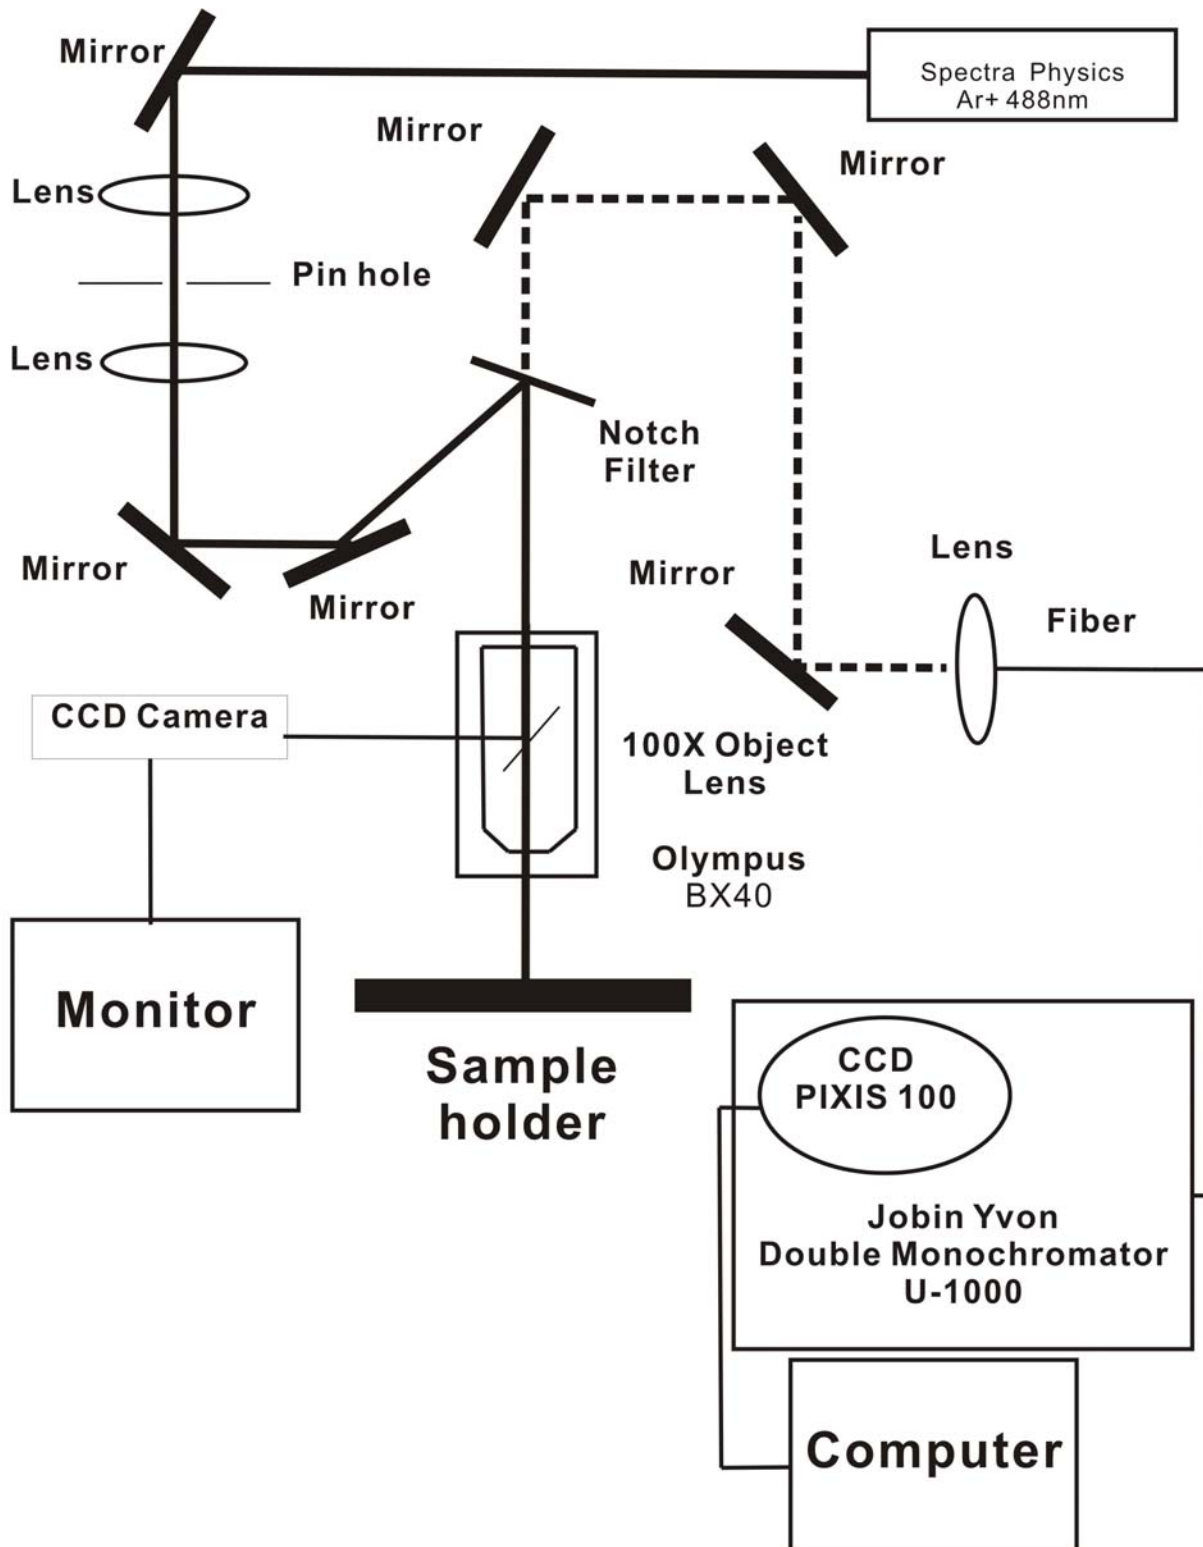 Mirror
Spectra Physics
Ar+ 488nm
Mirror
Mirror
Lens
Pin hole
Lens
Notch
Filter
Mirror
Mirror
Mirror
Lens
Fiber
CCD Camera
100X Object
Lens
Olympus
BX40
Monitor
Sample
holder
CCD
PIXIS 100
Jobin Yvon
Double Monochromator
U-1000
Computer